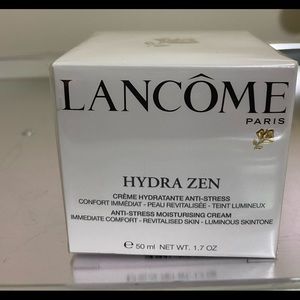 LANCÔME
PARIS
HYDRA ZEN
CRÈME HYDRATANTE ANTI-STRESS
CONFORT IMMÉDIAT - PEAU REVITALISÉE - TEINT LUMINEUX
ANTI-STRESS MOISTURISING CREAM
IMMEDIATE COMFORT - REVITALISED SKIN - LUMINOUS SKINTONE
℮ 50 ml NET WT. 1.7 OZ